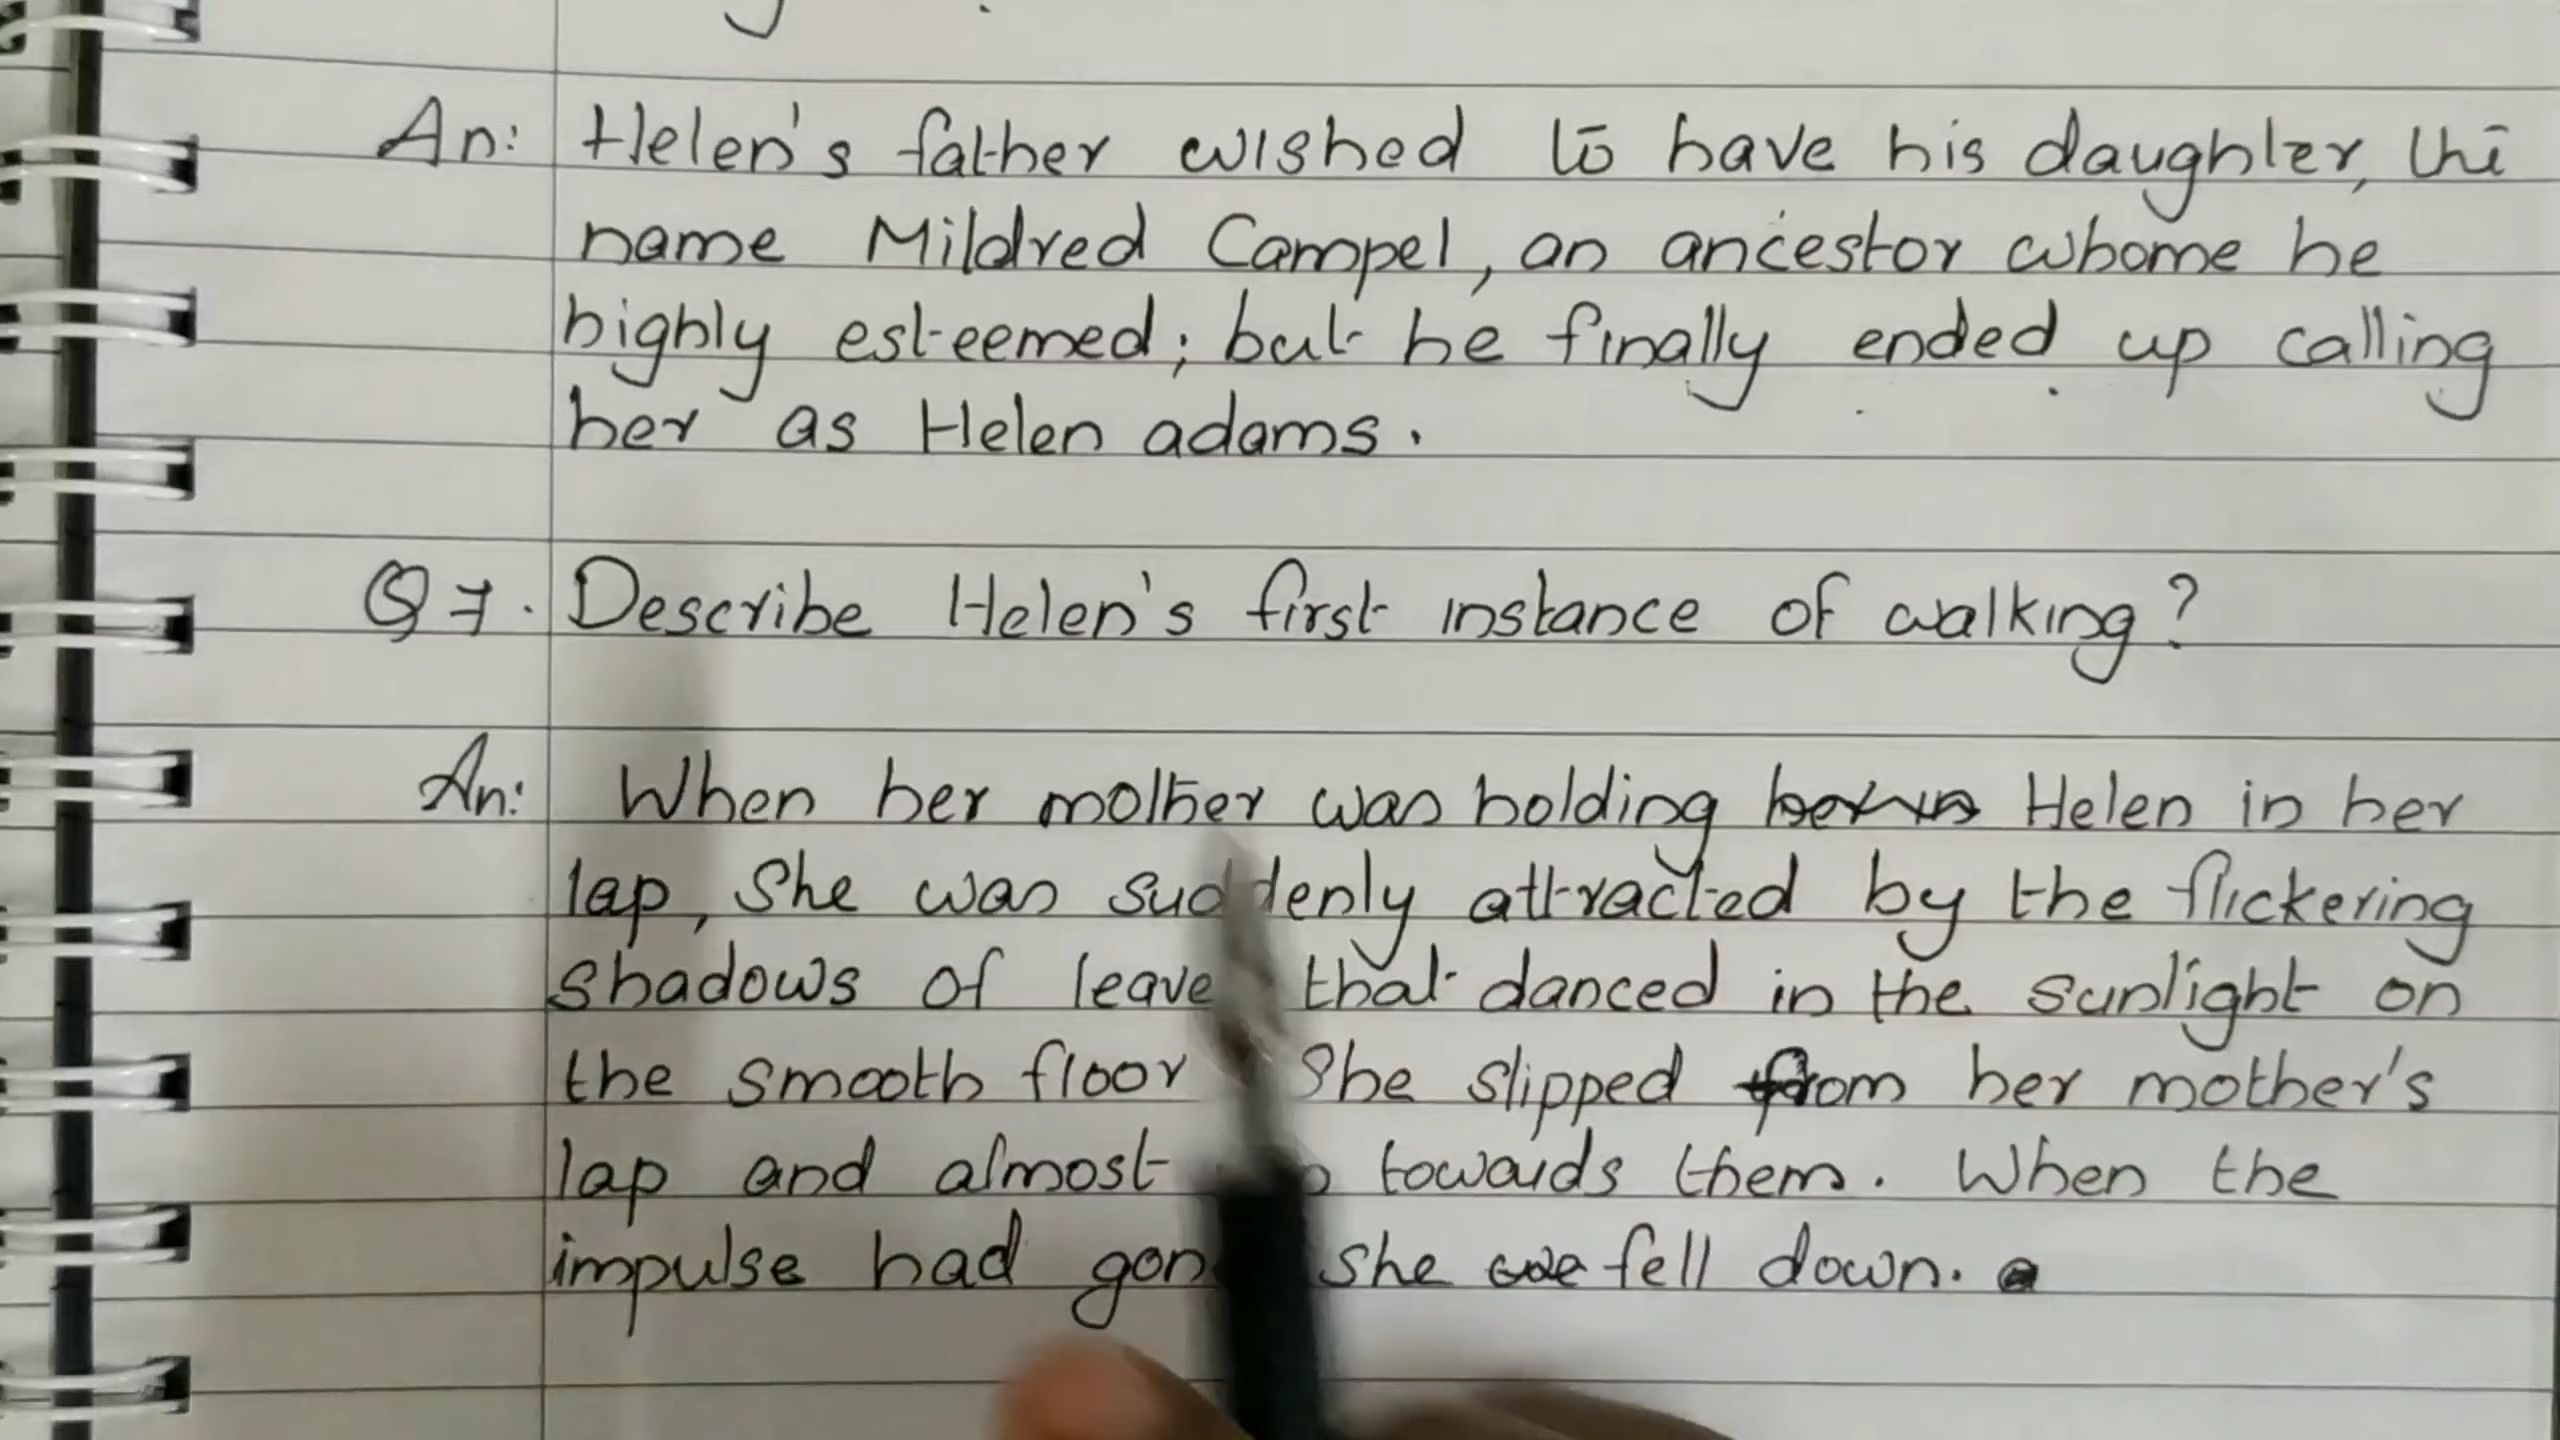 An: Helen's father wished to have his daughter, the
name Mildred Campel, an ancestor whome he
highly esteemed; but he finally ended up calling
her as Helen adams.
Q7. Describe Helen's first instance of walking?
An: When her mother was holding Helen in her
lap, She was suddenly attracted by the flickering
shadows of leave that danced in the sunlight on
the smooth floor She slipped from her mother's
lap and almost towards them. When the
impulse had she fell down.